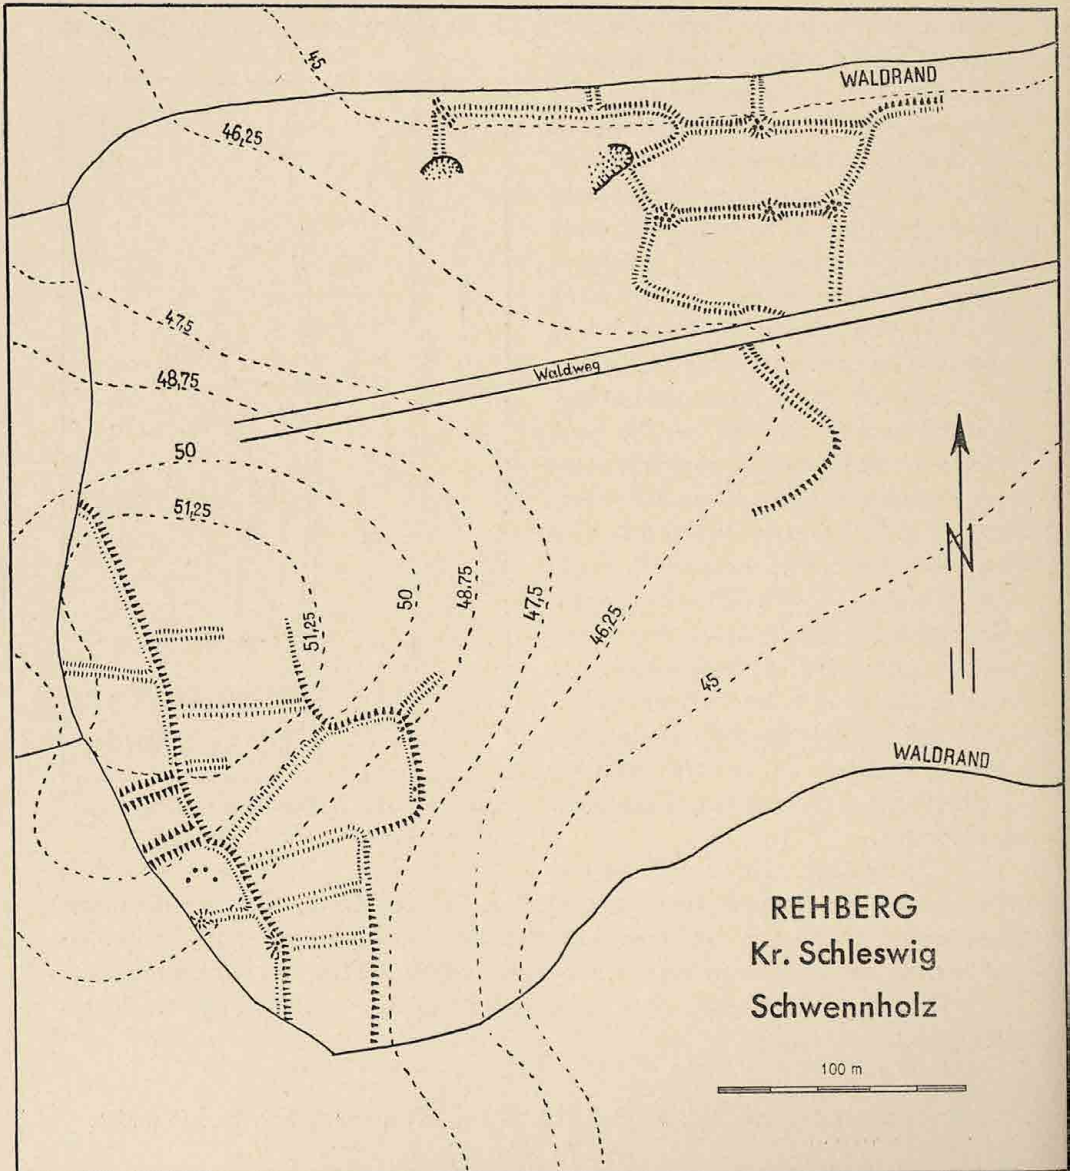 45
WALDRAND
46,25
47,5
48,75
Waldweg
50
51,25
50
48.75
47,5
46,25
51,25
45
N
WALDRAND
REHBERG
Kr. Schleswig
Schwennholz
100 m